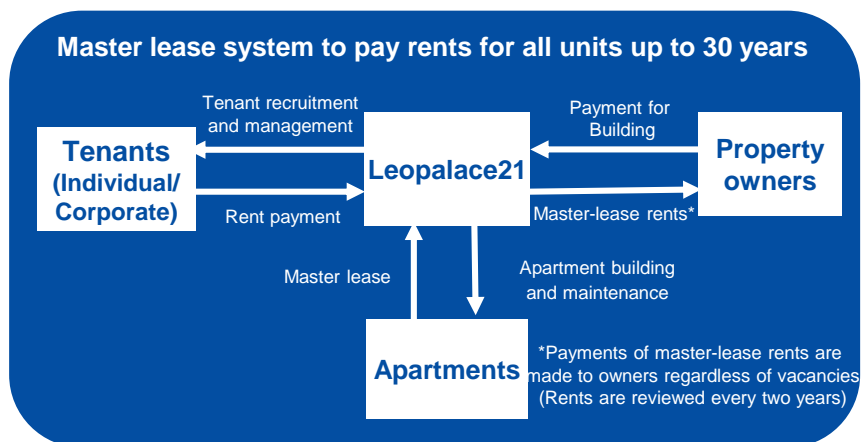 Master lease system to pay rents for all units up to 30 years
Tenant recruitment
and management
Payment for
Building
Tenants
(Individual/
Corporate)
Leopalace21
Property
owners
Rent payment
Master-lease rents*
Master lease
Apartment building
and maintenance
Apartments
*Payments of master-lease rents are
made to owners regardless of vacancies
(Rents are reviewed every two years)